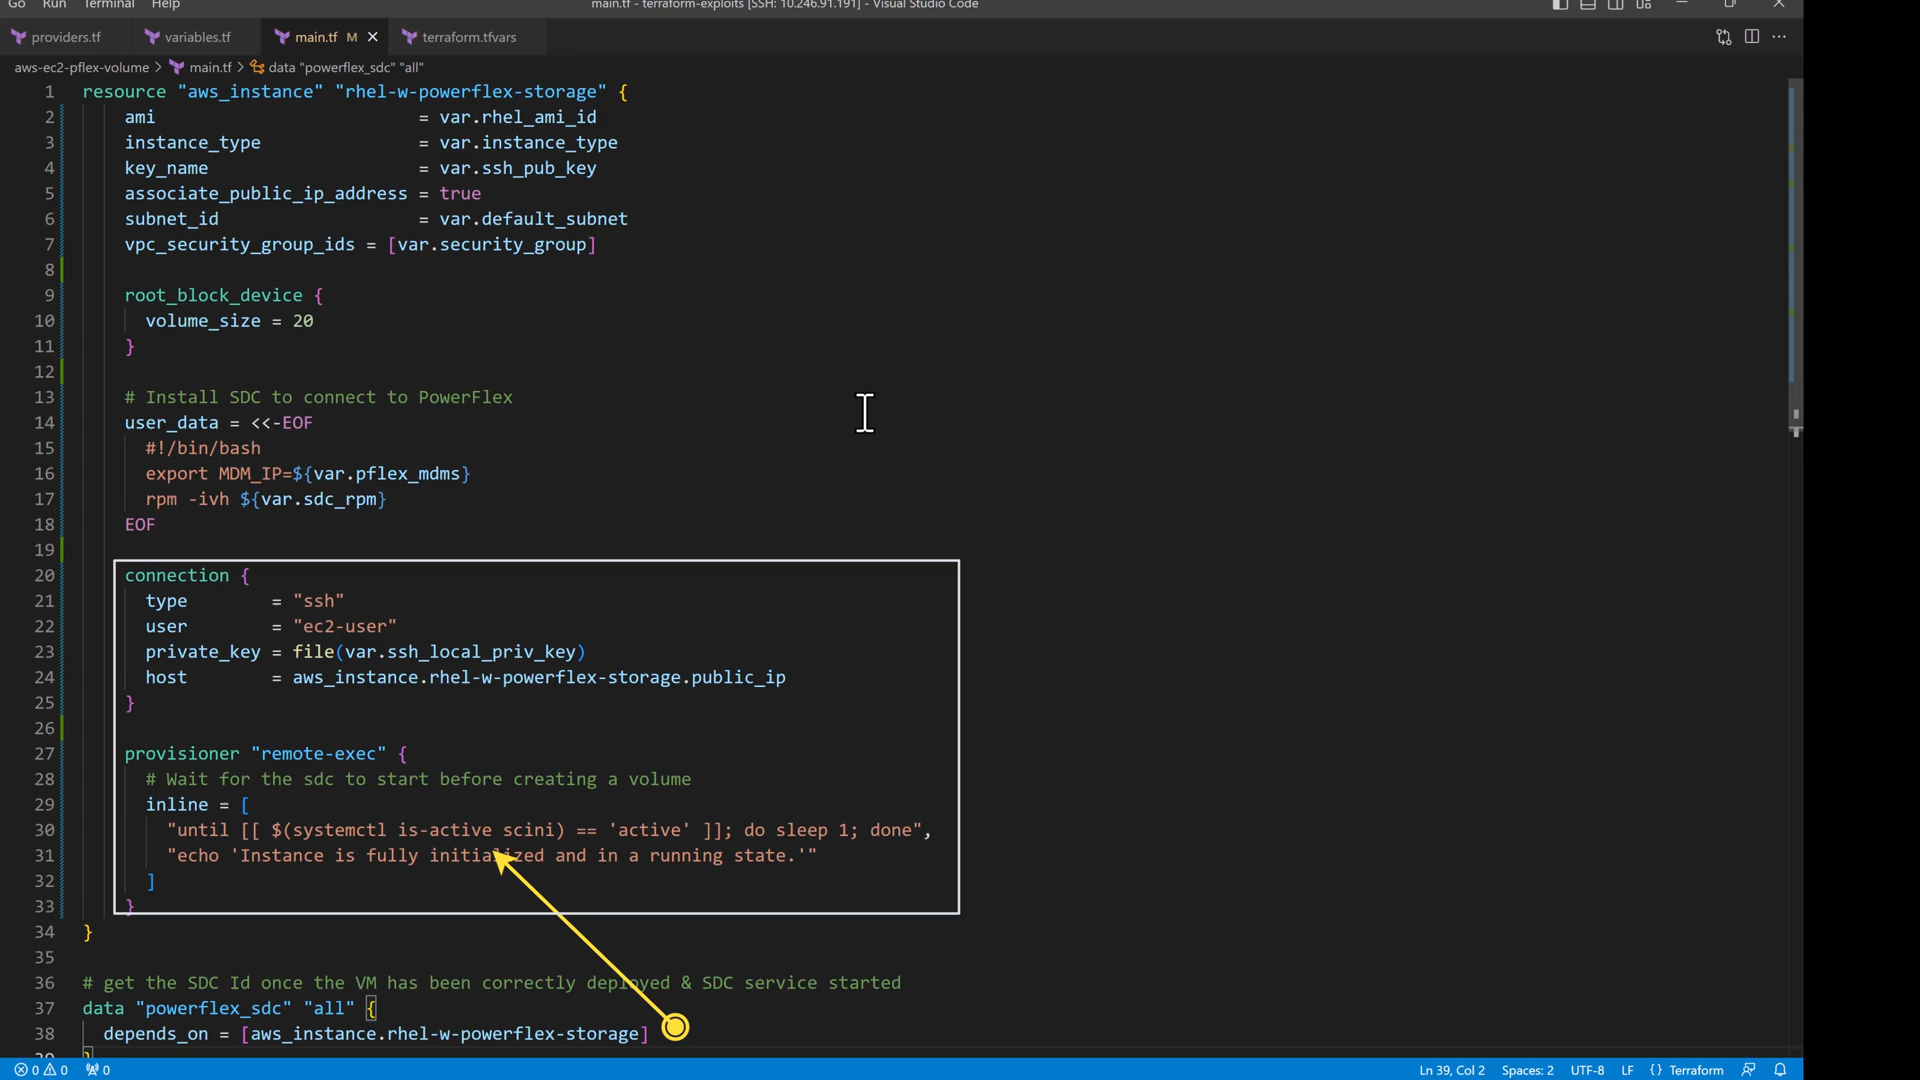 Go Run Terminal Help main.tf - terraform-exploits [SSH: 10.246.91.191] - Visual Studio Code
providers.tf variables.tf main.tf M terraform.tfvars
aws-ec2-pflex-volume > main.tf > data "powerflex_sdc" "all"
1 resource "aws_instance" "rhel-w-powerflex-storage" {
2 ami = var.rhel_ami_id
3 instance_type = var.instance_type
4 key_name = var.ssh_pub_key
5 associate_public_ip_address = true
6 subnet_id = var.default_subnet
7 vpc_security_group_ids = [var.security_group]
8
9 root_block_device {
10 volume_size = 20
11 }
12
13 # Install SDC to connect to PowerFlex
14 user_data = <<-EOF
15 #!/bin/bash
16 export MDM_IP=${var.pflex_mdms}
17 rpm -ivh ${var.sdc_rpm}
18 EOF
19
20 connection {
21 type = "ssh"
22 user = "ec2-user"
23 private_key = file(var.ssh_local_priv_key)
24 host = aws_instance.rhel-w-powerflex-storage.public_ip
25 }
26
27 provisioner "remote-exec" {
28 # Wait for the sdc to start before creating a volume
29 inline = [
30 "until [[ $(systemctl is-active scini) == 'active' ]]; do sleep 1; done",
31 "echo 'Instance is fully initialized and in a running state.'"
32 ]
33 }
34 }
35
36 # get the SDC Id once the VM has been correctly deployed & SDC service started
37 data "powerflex_sdc" "all" {
38 depends_on = [aws_instance.rhel-w-powerflex-storage]
39 }
0 0 0 Ln 39, Col 2 Spaces: 2 UTF-8 LF {} Terraform